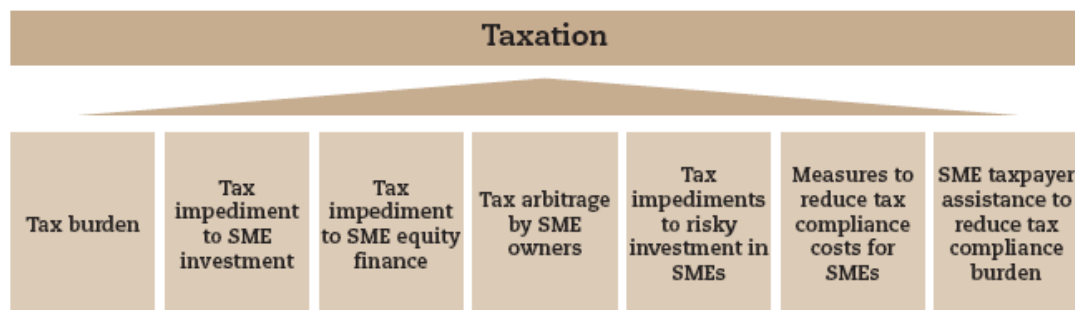 Taxation
Tax burden
Tax
impediment
to SME
investment
Tax
impediment
to SME equity
finance
Tax arbitrage
by SME
owners
Tax
impediments
to risky
investment in
SMEs
Measures to
reduce tax
compliance
costs for
SMEs
SME taxpayer
assistance to
reduce tax
compliance
burden